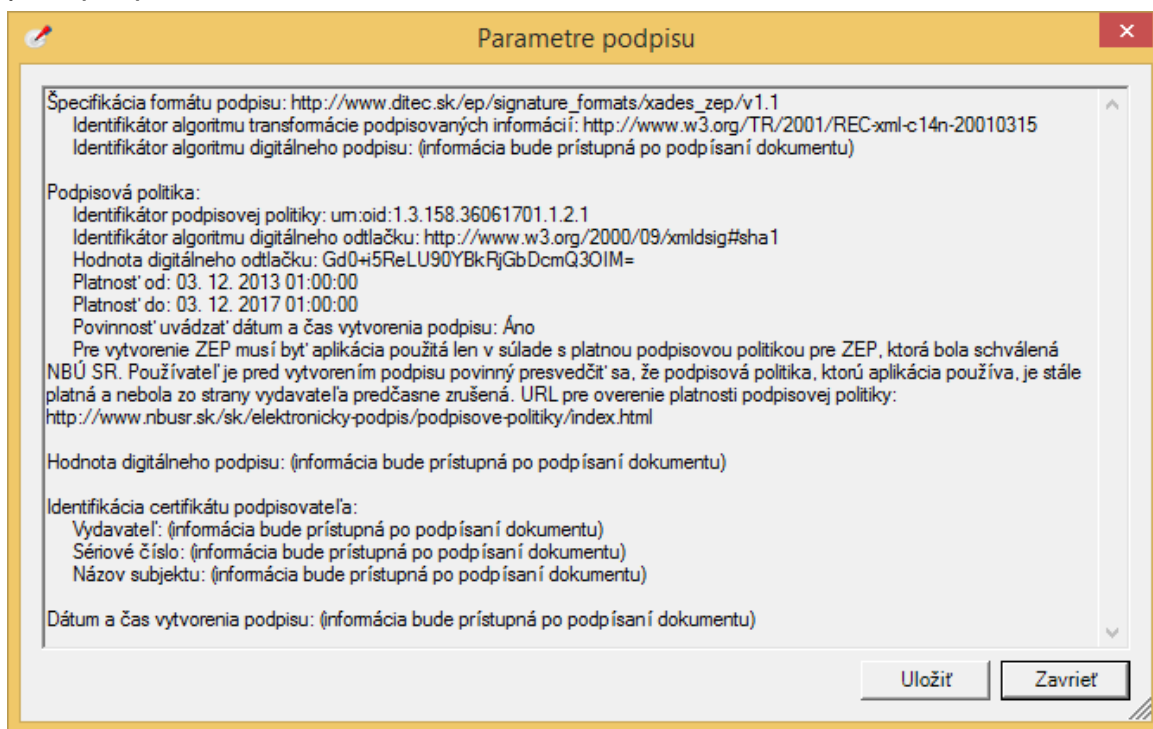 Parametre podpisu
Špecifikácia formátu podpisu: http://www.ditec.sk/ep/signature_formats/xades_zep/v1.1
Identifikátor algoritmu transformácie podpisovaných informácií: http://www.w3.org/TR/2001/REC-xml-c14n-20010315
Identifikátor algoritmu digitálneho podpisu: (informácia bude prístupná po podpísaní dokumentu)
Podpisová politika:
Identifikátor podpisovej politiky: urn:oid:1.3.158.36061701.1.2.1
Identifikátor algoritmu digitálneho odtlačku: http://www.w3.org/2000/09/xmldsig#sha1
Hodnota digitálneho odtlačku: Gd0+i5ReLU90YBkRjGbDcmQ3OIM=
Platnosť od: 03. 12. 2013 01:00:00
Platnosť do: 03. 12. 2017 01:00:00
Povinnosť uvádzať dátum a čas vytvorenia podpisu: Áno
Pre vytvorenie ZEP musí byť aplikácia použitá len v súlade s platnou podpisovou politikou pre ZEP, ktorá bola schválená
NBÚ SR. Používateľ je pred vytvorením podpisu povinný presvedčiť sa, že podpisová politika, ktorú aplikácia používa, je stále
platná a nebola zo strany vydavateľa predčasne zrušená. URL pre overenie platnosti podpisovej politiky:
http://www.nbusr.sk/sk/elektronicky-podpis/podpisove-politiky/index.html
Hodnota digitálneho podpisu: (informácia bude prístupná po podpísaní dokumentu)
Identifikácia certifikátu podpisovateľa:
Vydavateľ: (informácia bude prístupná po podpísaní dokumentu)
Sériové číslo: (informácia bude prístupná po podpísaní dokumentu)
Názov subjektu: (informácia bude prístupná po podpísaní dokumentu)
Dátum a čas vytvorenia podpisu: (informácia bude prístupná po podpísaní dokumentu)
Uložiť Zavrieť